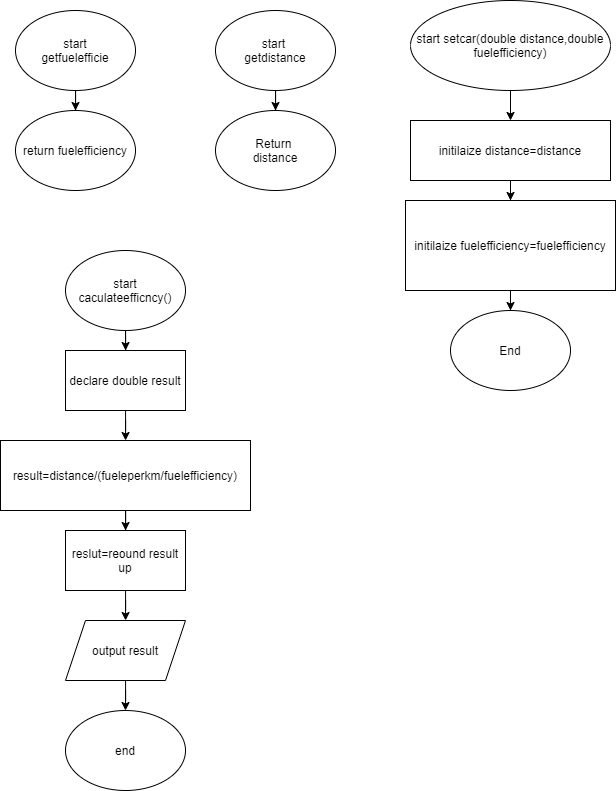 start
getfuelefficie
return fuelefficiency
start
getdistance
Return
distance
start setcar(double distance,double
fuelefficiency)
initilaize distance=distance
initilaize fuelefficiency=fuelefficiency
End
start
caculateefficncy()
declare double result
result=distance/(fueleperkm/fuelefficiency)
reslut=reound result
up
output result
end